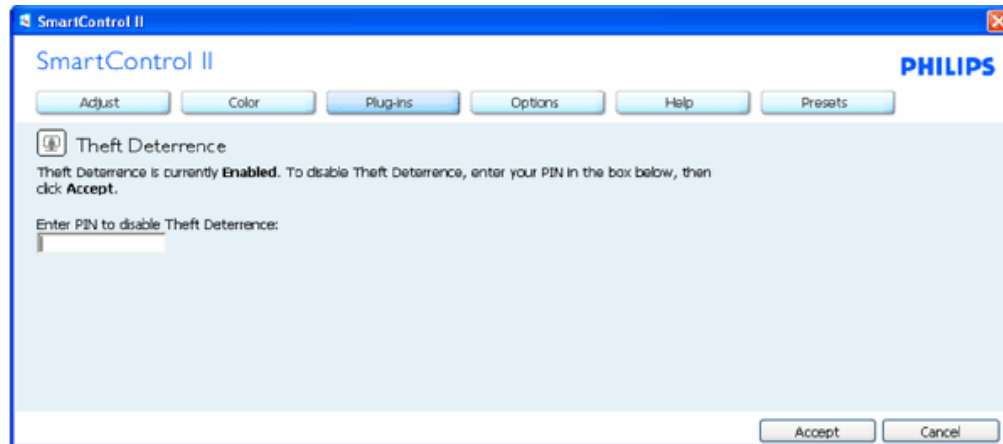 SmartControl II
SmartControl II
PHILIPS
Adjust Color Plug-ins Options Help Presets
Theft Deterrence
Theft Deterrence is currently Enabled. To disable Theft Deterrence, enter your PIN in the box below, then
click Accept.
Enter PIN to disable Theft Deterrence:
Accept Cancel